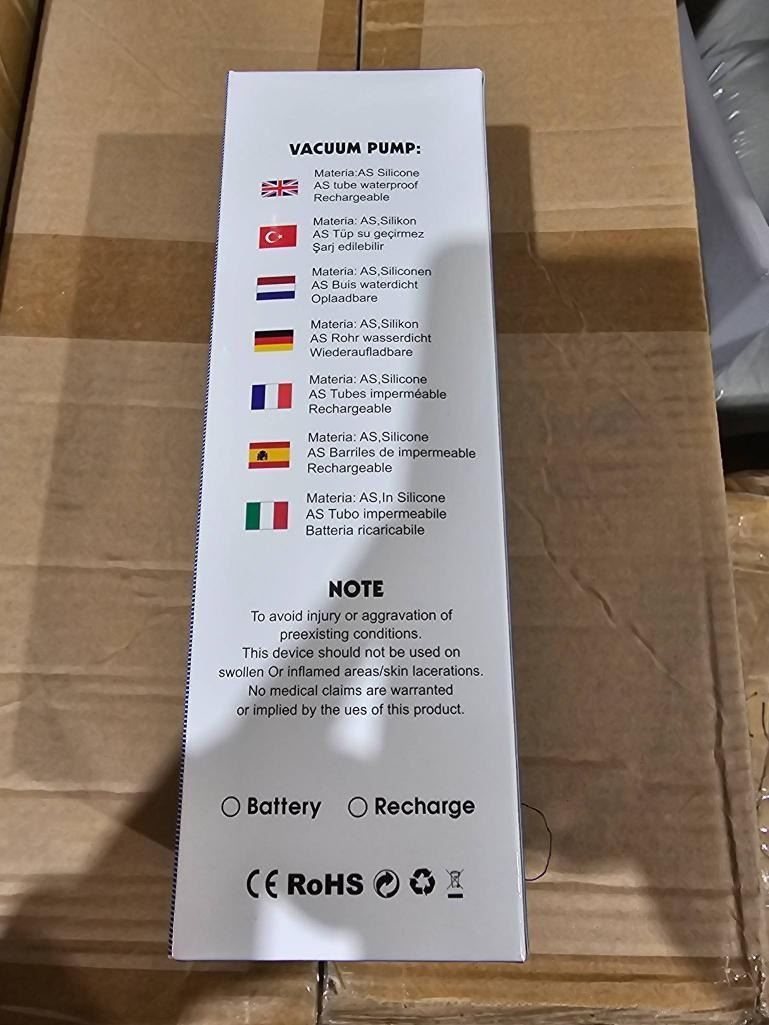 VACUUM PUMP:
Materia:AS Silicone
AS tube waterproof
Rechargeable
Materia: AS,Silikon
AS Tüp su geçirmez
Şarj edilebilir
Materia: AS,Siliconen
AS Buis waterdicht
Oplaadbare
Materia: AS,Silikon
AS Rohr wasserdicht
Wiederaufladbare
Materia: AS,Silicone
AS Tubes imperméable
Rechargeable
Materia: AS,Silicone
AS Barriles de impermeable
Rechargeable
Materia: AS,In Silicone
AS Tubo impermeabile
Batteria ricaricabile
NOTE
To avoid injury or aggravation of
preexisting conditions.
This device should not be used on
swollen Or inflamed areas/skin lacerations.
No medical claims are warranted
or implied by the ues of this product.
Battery Recharge
CE RoHS